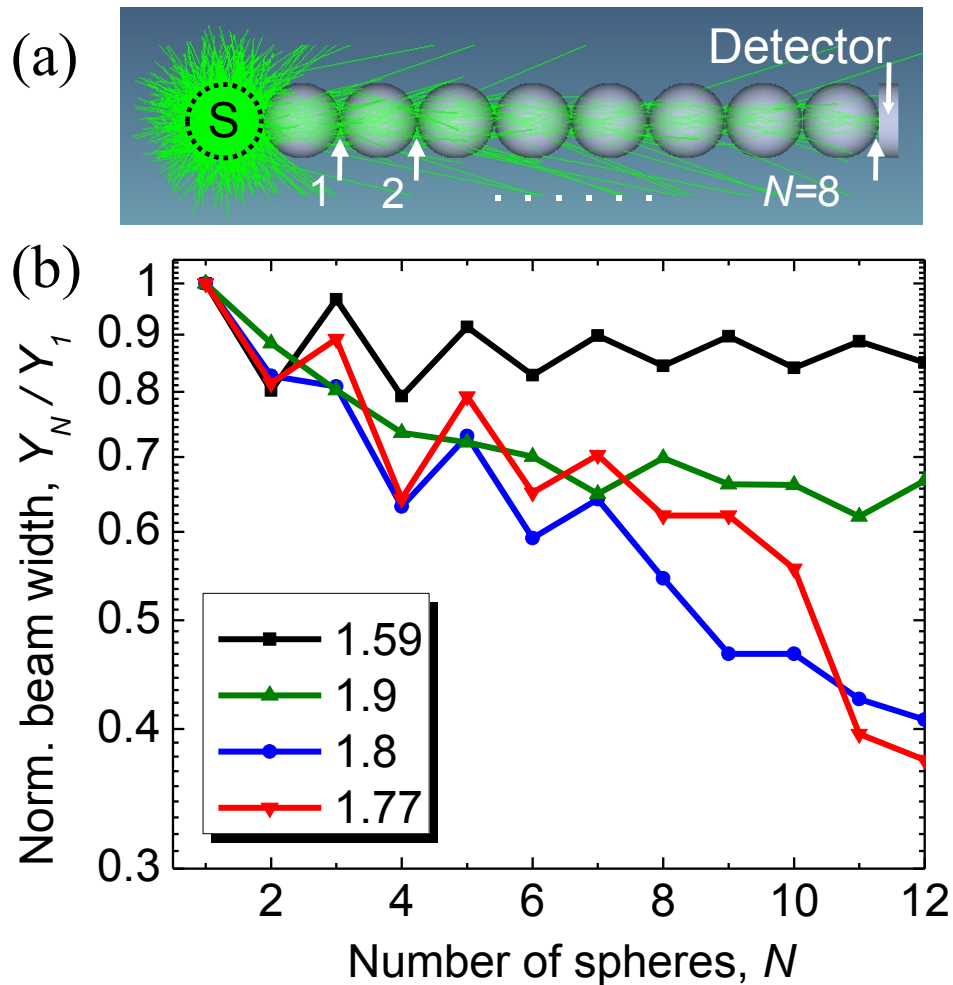 (a)
Detector
S
1
2
. . . . . .
N=8
(b)
Norm. beam width, Y_N / Y_1
1
0.9
0.8
0.7
0.6
0.5
0.4
0.3
1.59
1.9
1.8
1.77
2 4 6 8 10 12
Number of spheres, N